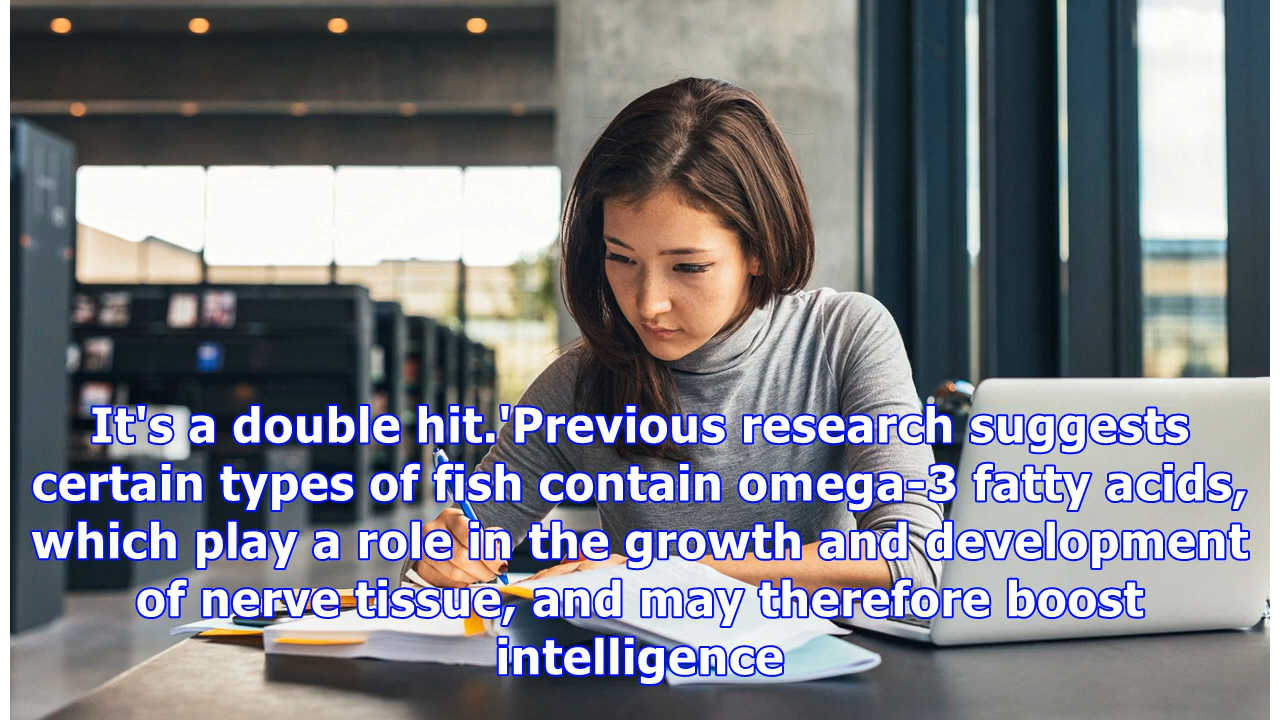 It's a double hit.'Previous research suggests
certain types of fish contain omega-3 fatty acids,
which play a role in the growth and development
of nerve tissue, and may therefore boost
intelligence